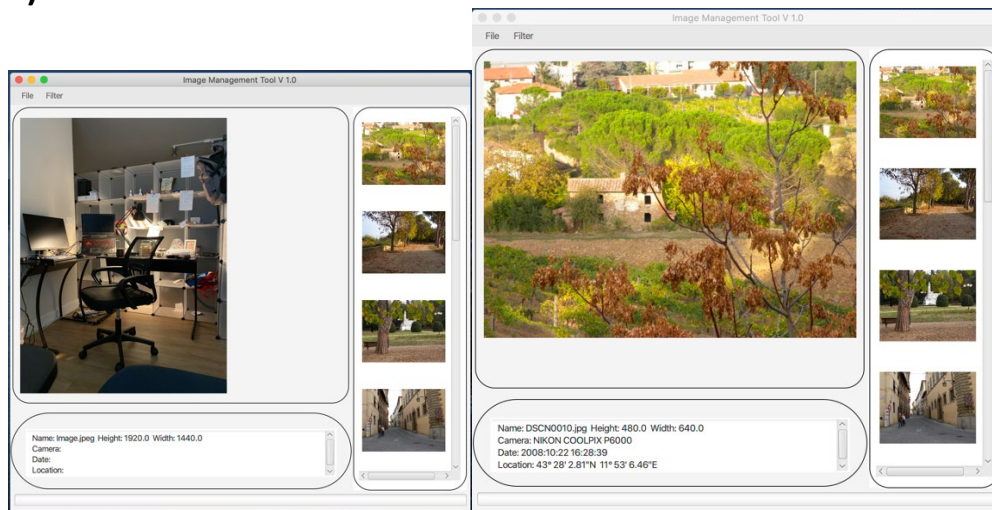 Image Management Tool V 1.0
File Filter
Name: Image.jpeg Height: 1920.0 Width: 1440.0
Camera:
Date:
Location:
Image Management Tool V 1.0
File Filter
Name: DSCN0010.jpg Height: 480.0 Width: 640.0
Camera: NIKON COOLPIX P6000
Date: 2008:10:22 16:28:39
Location: 43° 28' 2.81"N 11° 53' 6.46"E